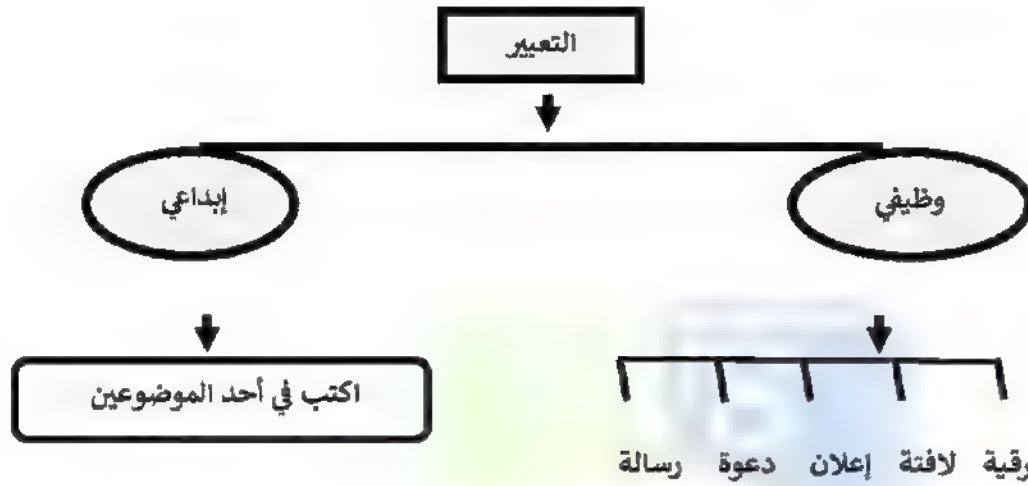 التعبير
وظيفي
إبداعي
اكتب في أحد الموضوعين
لافتة إعلان دعوة رسالة